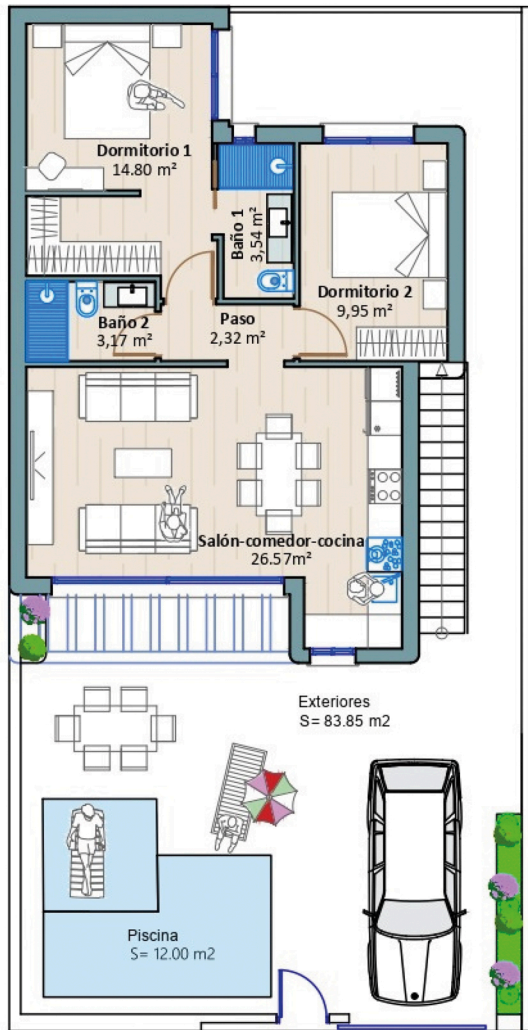 Dormitorio 1
14.80 m²
Baño 1
3,54 m²
Dormitorio 2
9,95 m²
Baño 2
3,17 m²
Paso
2,32 m²
Salón-comedor-cocina
26.57m²
Exteriores
S= 83.85 m2
Piscina
S= 12.00 m2